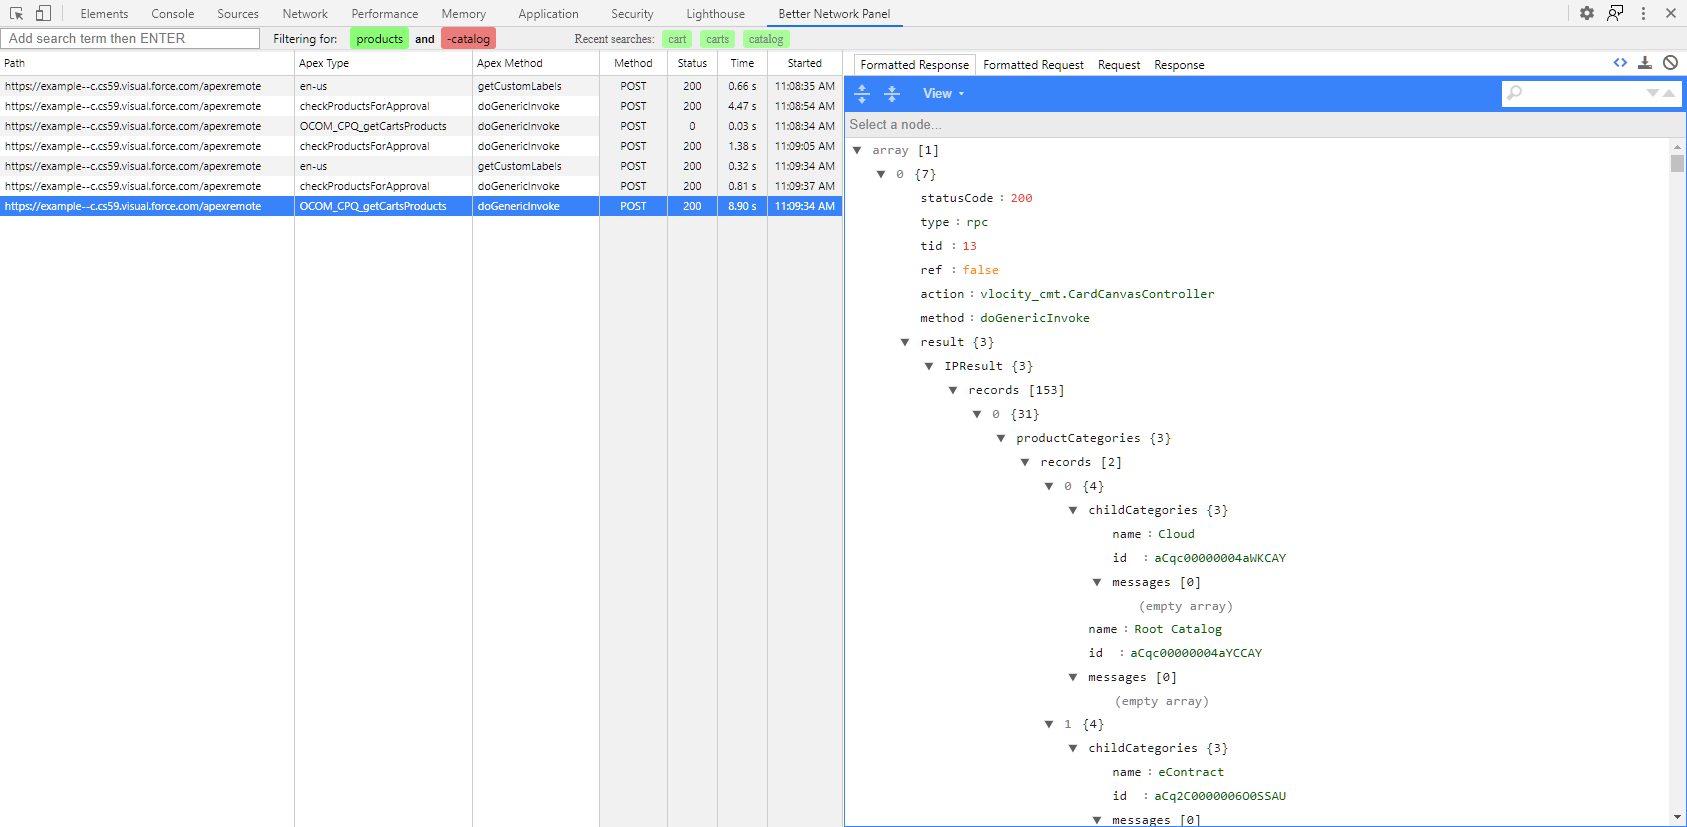 Elements Console Sources Network Performance Memory Application Security Lighthouse Better Network Panel
Add search term then ENTER Filtering for: products and -catalog Recent searches: cart carts catalog
Path Apex Type Apex Method Method Status Time Started
https://example--c.cs59.visual.force.com/apexremote en-us getCustomLabels POST 200 0.66 s 11:08:35 AM
https://example--c.cs59.visual.force.com/apexremote checkProductsForApproval doGenericInvoke POST 200 4.47 s 11:08:54 AM
https://example--c.cs59.visual.force.com/apexremote OCOM_CPQ_getCartsProducts doGenericInvoke POST 0 0.03 s 11:08:34 AM
https://example--c.cs59.visual.force.com/apexremote checkProductsForApproval doGenericInvoke POST 200 1.38 s 11:09:05 AM
https://example--c.cs59.visual.force.com/apexremote en-us getCustomLabels POST 200 0.32 s 11:09:34 AM
https://example--c.cs59.visual.force.com/apexremote checkProductsForApproval doGenericInvoke POST 200 0.81 s 11:09:37 AM
https://example--c.cs59.visual.force.com/apexremote OCOM_CPQ_getCartsProducts doGenericInvoke POST 200 8.90 s 11:09:34 AM
Formatted Response Formatted Request Request Response
View
Select a node...
array [1]
0 {7}
statusCode : 200
type : rpc
tid : 13
ref : false
action : vlocity_cmt.CardCanvasController
method : doGenericInvoke
result {3}
IPResult {3}
records [153]
0 {31}
productCategories {3}
records [2]
0 {4}
childCategories {3}
name : Cloud
id : aCqc00000004aWKCAY
messages [0]
(empty array)
name : Root Catalog
id : aCqc00000004aYCCAY
messages [0]
(empty array)
1 {4}
childCategories {3}
name : eContract
id : aCq2C0000006O0SSAU
messages [0]